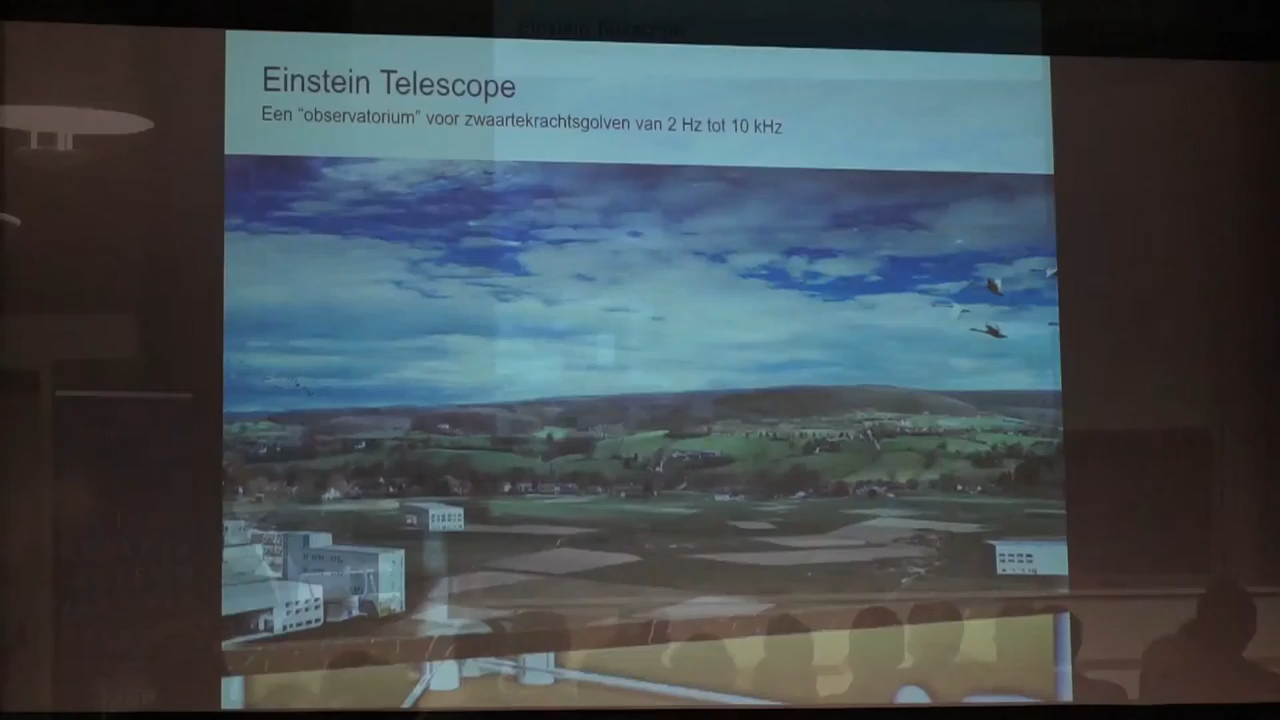 Einstein Telescope
Een “observatorium” voor zwaartekrachtsgolven van 2 Hz tot 10 kHz